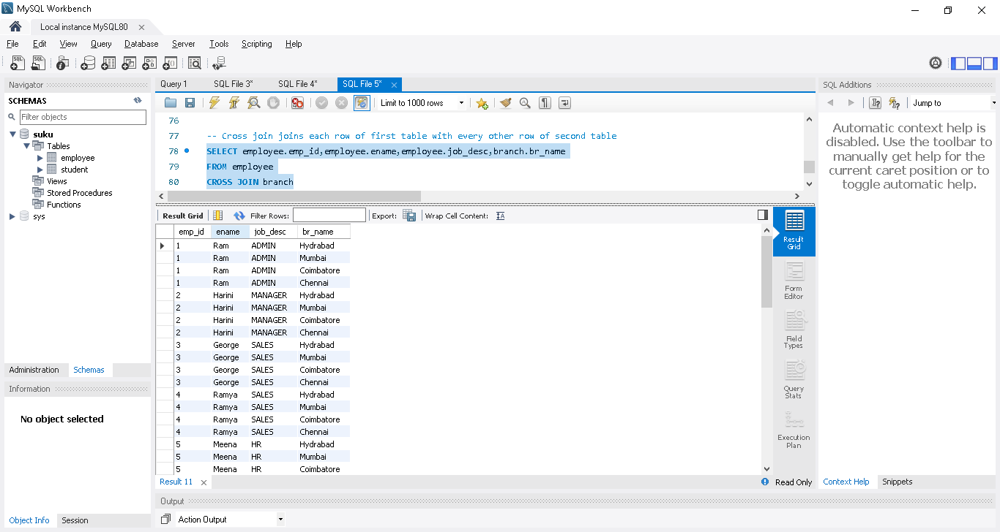 MySQL Workbench
Local instance MySQL80
File Edit View Query Database Server Tools Scripting Help
Navigator
SCHEMAS
Filter objects
suku
Tables
employee
student
Views
Stored Procedures
Functions
sys
Administration Schemas
Information
No object selected
Object Info Session
Query 1 SQL File 3* SQL File 4* SQL File 5*
Limit to 1000 rows
76
77 -- Cross join joins each row of first table with every other row of second table
78 SELECT employee.emp_id,employee.ename,employee.job_desc,branch.br_name
79 FROM employee
80 CROSS JOIN branch
Result Grid Filter Rows: Export: Wrap Cell Content:
emp_id ename job_desc br_name
1 Ram ADMIN Hydrabad
1 Ram ADMIN Mumbai
1 Ram ADMIN Coimbatore
1 Ram ADMIN Chennai
2 Harini MANAGER Hydrabad
2 Harini MANAGER Mumbai
2 Harini MANAGER Coimbatore
2 Harini MANAGER Chennai
3 George SALES Hydrabad
3 George SALES Mumbai
3 George SALES Coimbatore
3 George SALES Chennai
4 Ramya SALES Hydrabad
4 Ramya SALES Mumbai
4 Ramya SALES Coimbatore
4 Ramya SALES Chennai
5 Meena HR Hydrabad
5 Meena HR Mumbai
5 Meena HR Coimbatore
Result Grid
Form Editor
Field Types
Query Stats
Execution Plan
Result 11
Read Only
Output
Action Output
SQL Additions
Jump to
Automatic context help is
disabled. Use the toolbar to
manually get help for the
current caret position or to
toggle automatic help.
Context Help Snippets